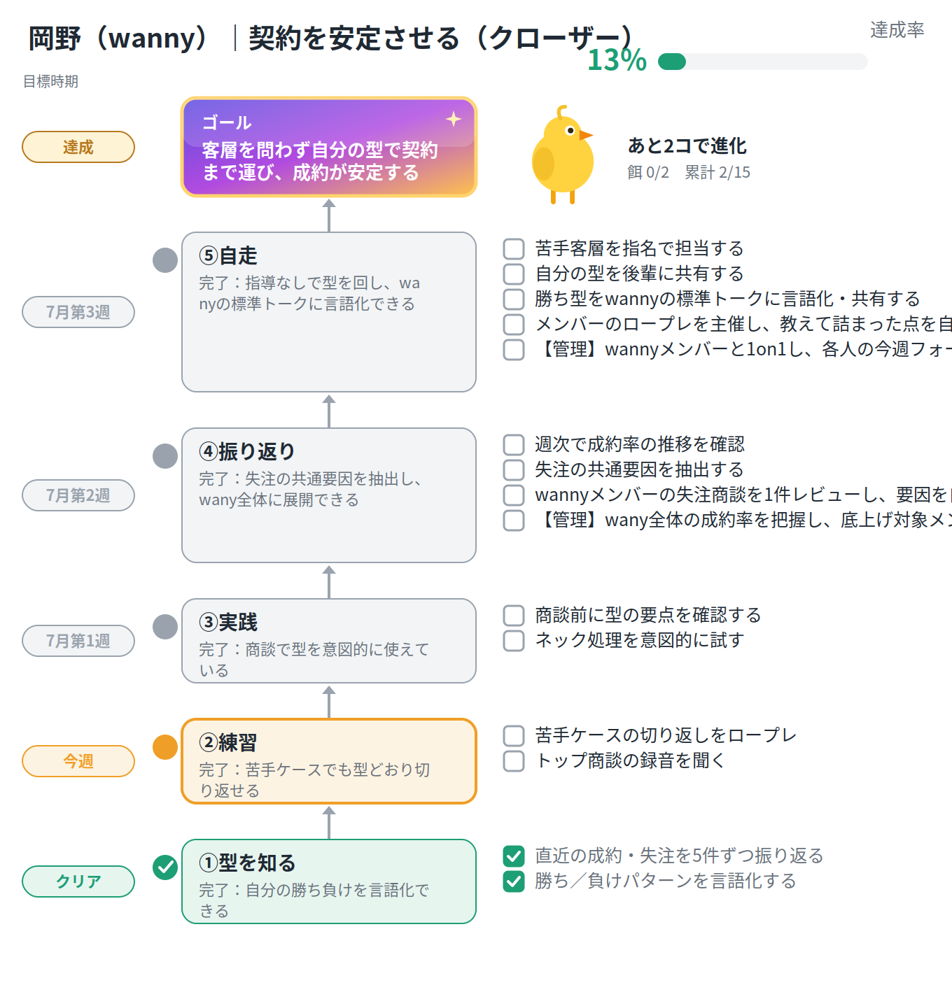 岡野（wanny）｜契約を安定させる（クローザー）
達成率
13%
目標時期
達成
ゴール
客層を問わず自分の型で契約
まで運び、成約が安定する
あと2コで進化
餌 0/2　累計 2/15
7月第3週
⑤自走
完了：指導なしで型を回し、wa
nyの標準トークに言語化できる
苦手客層を指名で担当する
自分の型を後輩に共有する
勝ち型をwannyの標準トークに言語化・共有する
メンバーのロープレを主催し、教えて詰まった点を自
【管理】wannyメンバーと1on1し、各人の今週フォー
7月第2週
④振り返り
完了：失注の共通要因を抽出し、
wany全体に展開できる
週次で成約率の推移を確認
失注の共通要因を抽出する
wannyメンバーの失注商談を1件レビューし、要因を
【管理】wany全体の成約率を把握し、底上げ対象メン
7月第1週
③実践
完了：商談で型を意図的に使えて
いる
商談前に型の要点を確認する
ネック処理を意図的に試す
今週
②練習
完了：苦手ケースでも型どおり切
り返せる
苦手ケースの切り返しをロープレ
トップ商談の録音を聞く
クリア
①型を知る
完了：自分の勝ち負けを言語化で
きる
直近の成約・失注を5件ずつ振り返る
勝ち／負けパターンを言語化する